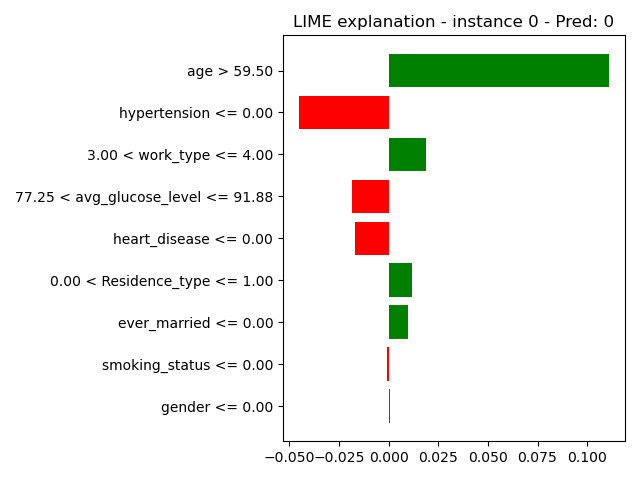 LIME explanation - instance 0 - Pred: 0
age > 59.50
hypertension <= 0.00
3.00 < work_type <= 4.00
77.25 < avg_glucose_level <= 91.88
heart_disease <= 0.00
0.00 < Residence_type <= 1.00
ever_married <= 0.00
smoking_status <= 0.00
gender <= 0.00
−0.050 −0.025 0.000 0.025 0.050 0.075 0.100